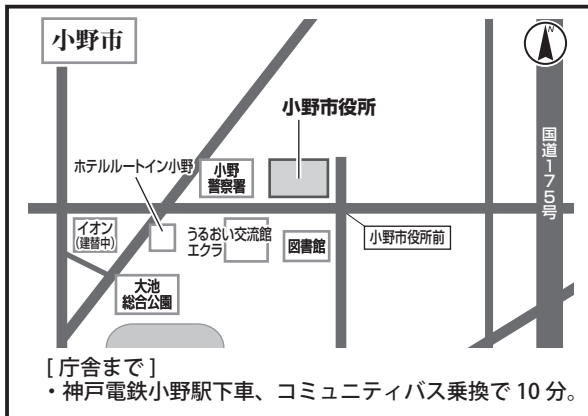 小野市
N
小野市役所
国道175号
ホテルルートイン小野
小野
警察署
イオン
(建替中)
うるおい交流館
エクラ
図書館
小野市役所前
大池
総合公園
[庁舎まで]
・神戸電鉄小野駅下車、コミュニティバス乗換で10分。